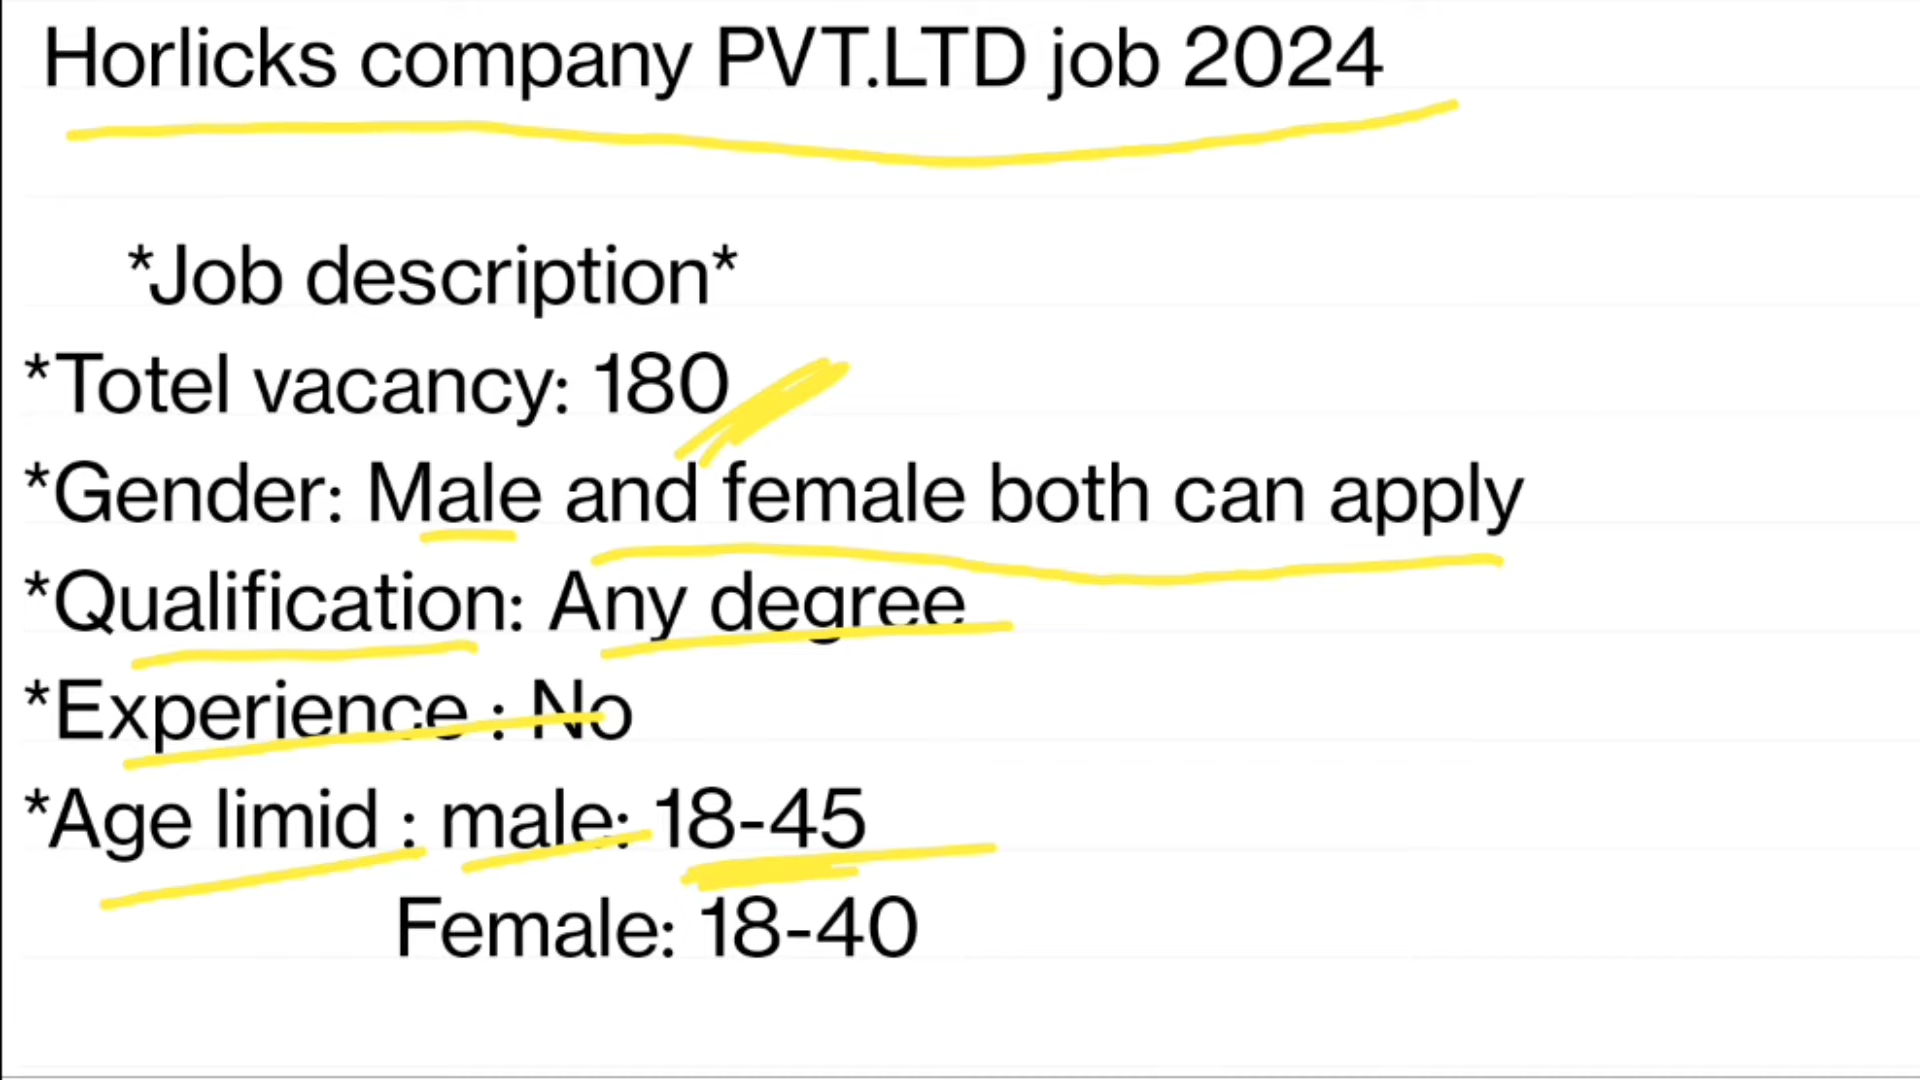 Horlicks company PVT.LTD job 2024
*Job description*
*Totel vacancy: 180
*Gender: Male and female both can apply
*Qualification: Any degree
*Experience : No
*Age limid : male: 18-45
Female: 18-40